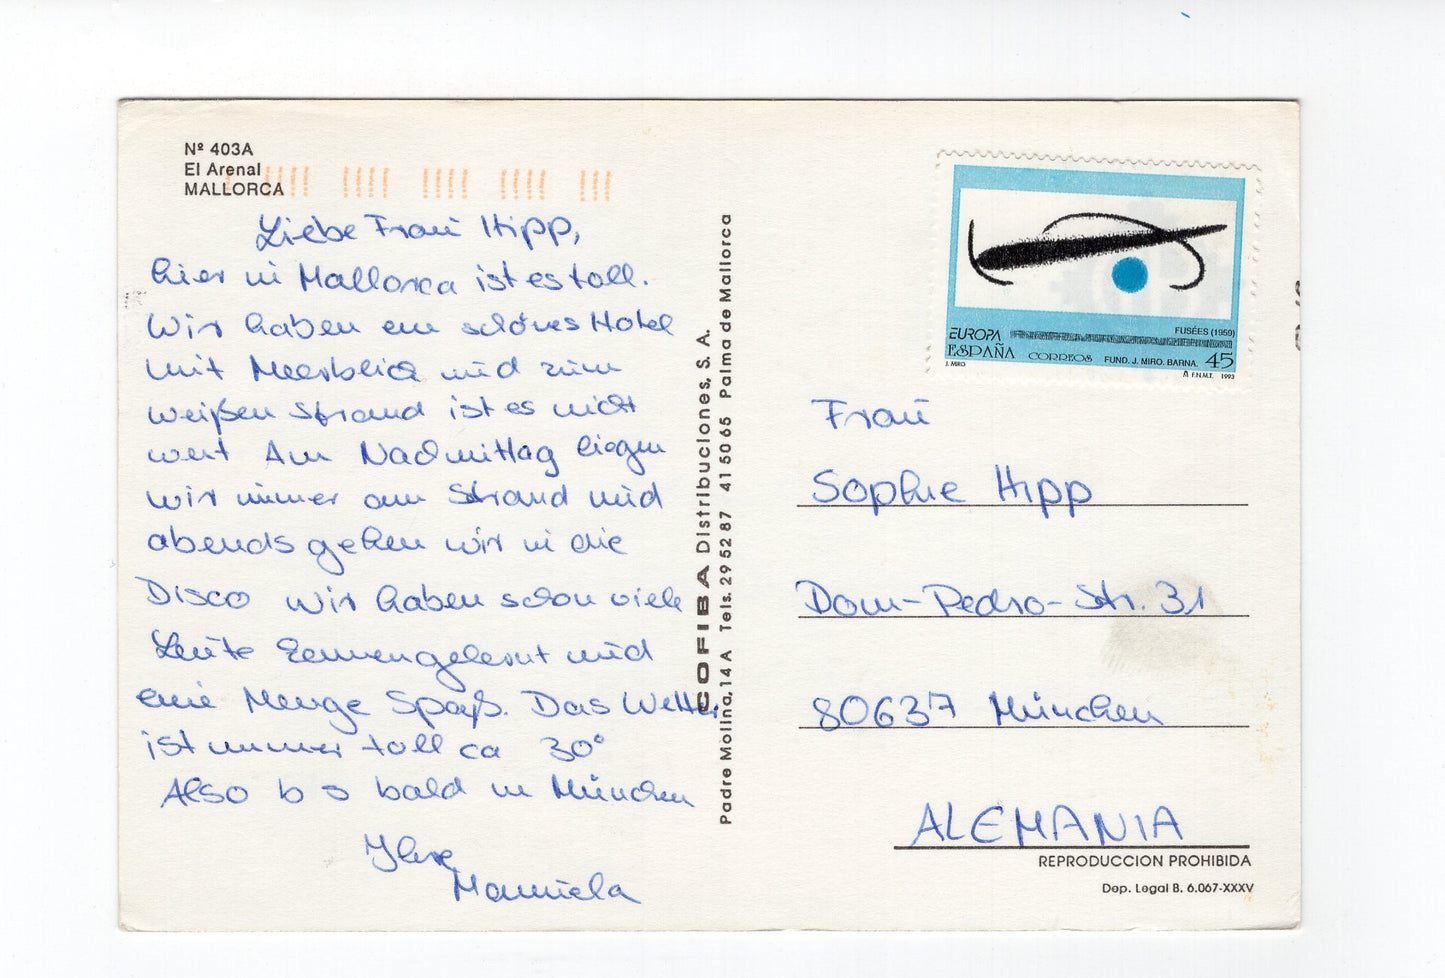 Nº 403A
El Arenal
MALLORCA
Liebe Frau Hipp,
hier in Mallorca ist es toll.
Wir haben ein schönes Hotel
mit Meerblick und zum
weißen Strand ist es nicht
weit Am Nachmittag liegen
wir immer am Strand und
abends gehen wir in die
Disco wir haben schon viele
Leute kennengelernt und
eine Menge Spaß. Das Wetter
ist immer toll ca 30°
Also b s bald in München
Ihre
Manuela
COFIBA Distribuciones, S. A.
Padre Molina, 14 A Tels. 29 52 87 41 50 65 Palma de Mallorca
EUROPA
FUSÉES (1959)
ESPAÑA CORREOS FUND. J. MIRO. BARNA. 45
J. MIRO F.N.M.T. 1993
Frau
Sophie Hipp
Dom-Pedro-Str. 31
80637 München
ALEMANIA
REPRODUCCION PROHIBIDA
Dep. Legal B. 6.067-XXXV